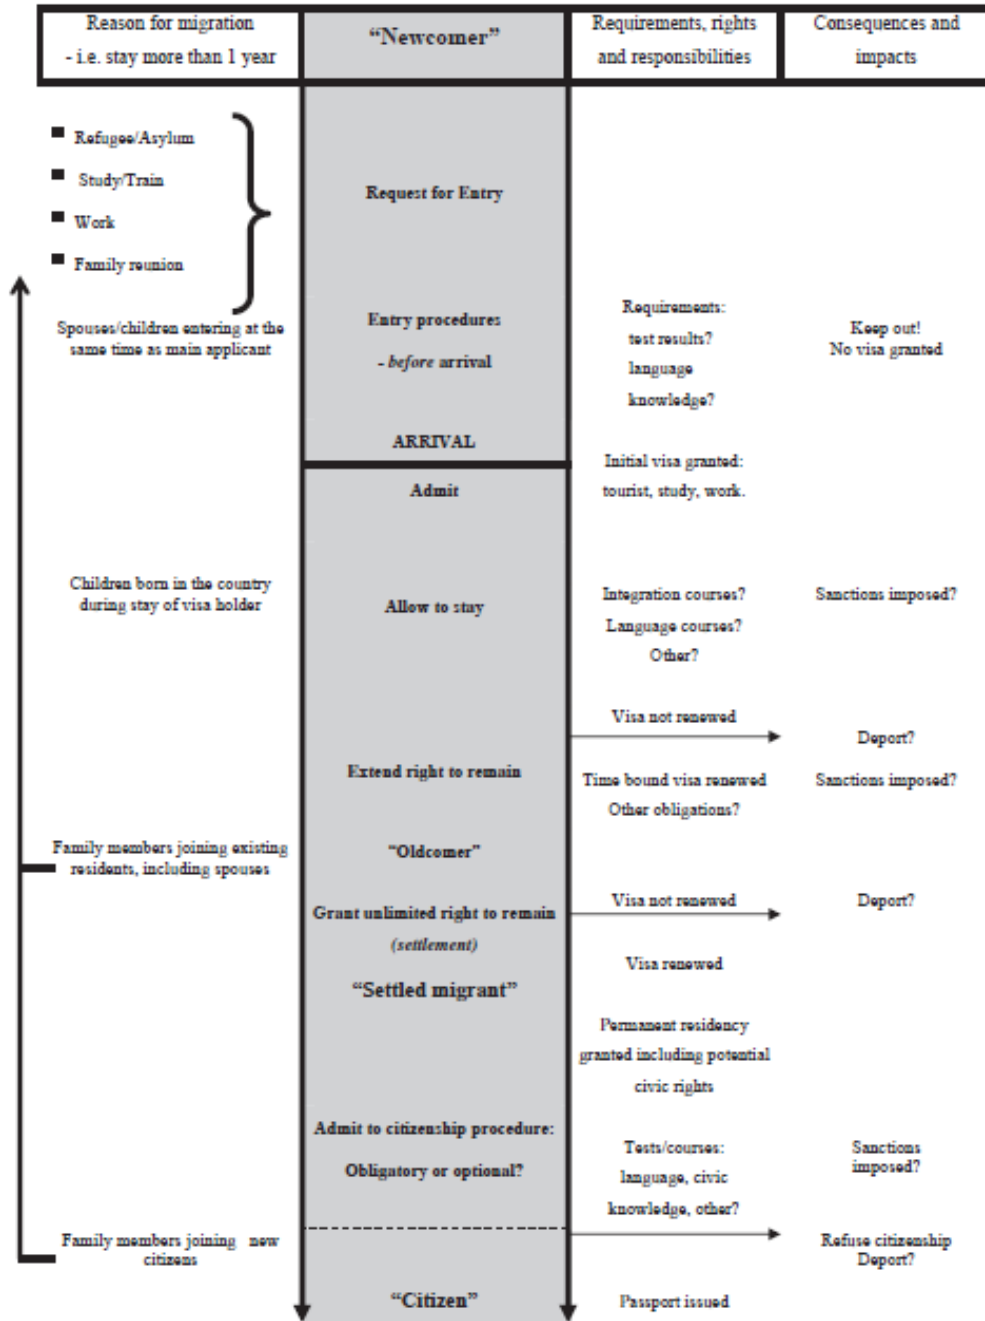 Reason for migration
- i.e. stay more than 1 year
“Newcomer”
Requirements, rights
and responsibilities
Consequences and
impacts
Refugee/Asylum
Study/Train
Work
Family reunion
Request for Entry
Spouses/children entering at the
same time as main applicant
Entry procedures
- before arrival
Requirements:
test results?
language
knowledge?
Keep out!
No visa granted
ARRIVAL
Admit
Initial visa granted:
tourist, study, work.
Children born in the country
during stay of visa holder
Allow to stay
Integration courses?
Language courses?
Other?
Sanctions imposed?
Visa not renewed
Deport?
Extend right to remain
Time bound visa renewed
Other obligations?
Sanctions imposed?
Family members joining existing
residents, including spouses
“Oldcomer”
Grant unlimited right to remain
(settlement)
Visa not renewed
Deport?
“Settled migrant”
Visa renewed
Permanent residency
granted including potential
civic rights
Admit to citizenship procedure:
Obligatory or optional?
Tests/courses:
language, civic
knowledge, other?
Sanctions
imposed?
Family members joining new
citizens
Refuse citizenship
Deport?
“Citizen”
Passport issued